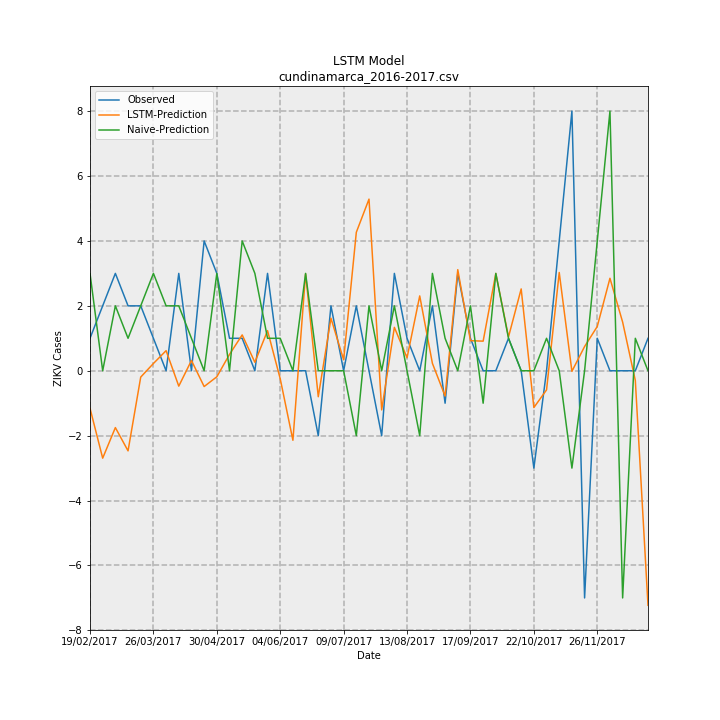 LSTM Model
cundinamarca_2016-2017.csv
Observed
LSTM-Prediction
Naive-Prediction
ZIKV Cases
8
6
4
2
0
−2
−4
−6
−8
19/02/2017 26/03/2017 30/04/2017 04/06/2017 09/07/2017 13/08/2017 17/09/2017 22/10/2017 26/11/2017
Date